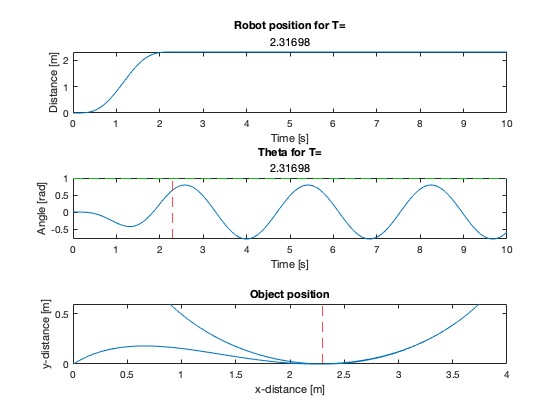 Robot position for T=
2.31698
Distance [m]
2
1
0
0 1 2 3 4 5 6 7 8 9 10
Time [s]
Theta for T=
2.31698
Angle [rad]
1
0.5
0
-0.5
0 1 2 3 4 5 6 7 8 9 10
Time [s]
Object position
y-distance [m]
0.5
0
0 0.5 1 1.5 2 2.5 3 3.5 4
x-distance [m]